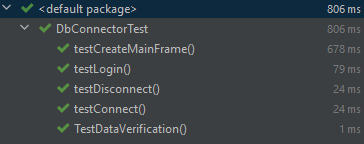 <default package> 806 ms
DbConnectorTest 806 ms
testCreateMainFrame() 678 ms
testLogin() 79 ms
testDisconnect() 24 ms
testConnect() 24 ms
TestDataVerification() 1 ms